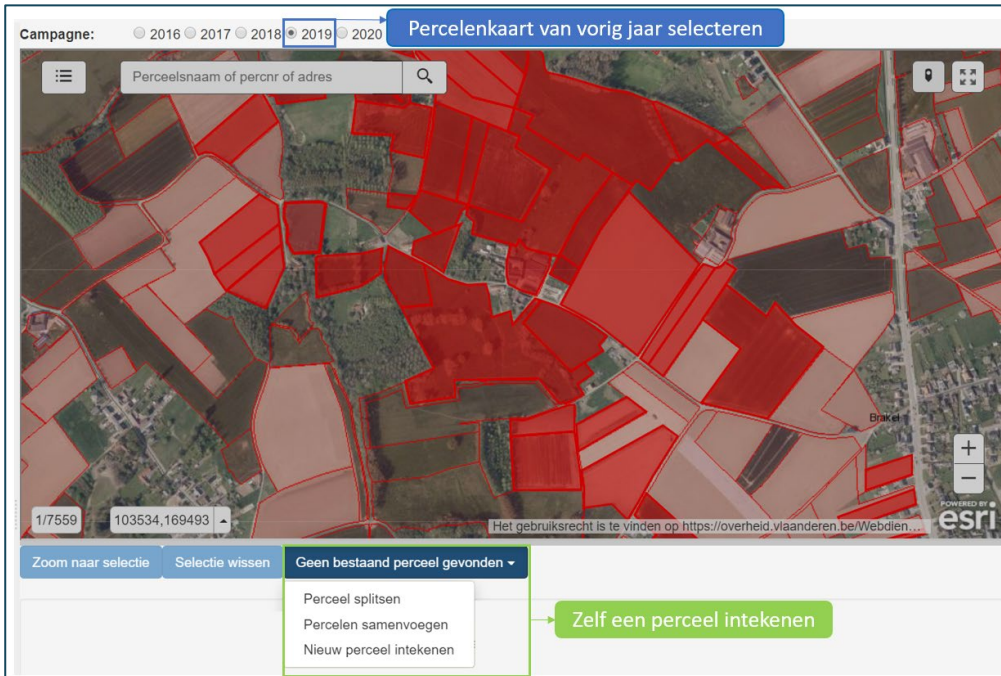 Campagne: 2016 2017 2018 2019 2020
Percelenkaart van vorig jaar selecteren
Perceelsnaam of percnr of adres
Brakel
+
−
1/7559 103534,169493
Het gebruiksrecht is te vinden op https://overheid.vlaanderen.be/Webdien...
POWERED BY
esri
Zoom naar selectie Selectie wissen Geen bestaand perceel gevonden
Perceel splitsen
Percelen samenvoegen
Nieuw perceel intekenen
Zelf een perceel intekenen